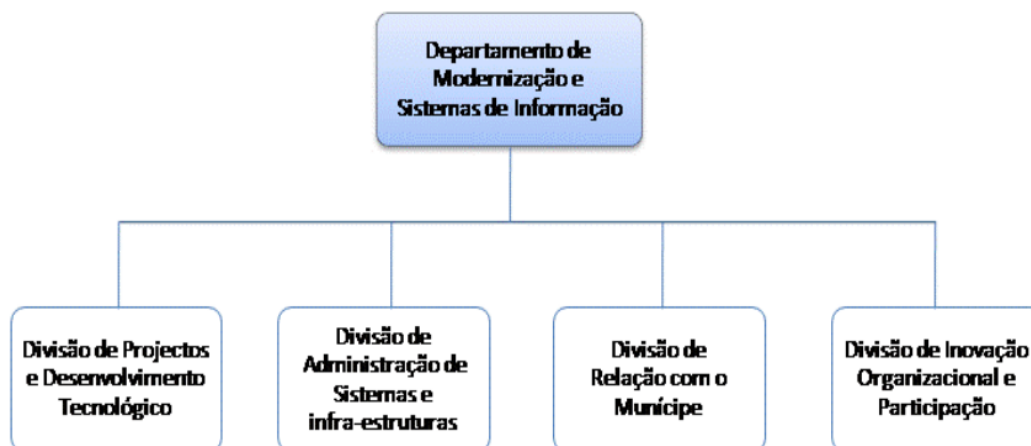 Departamento de
Modernização e
Sistemas de Informação
Divisão de Projectos
e Desenvolvimento
Tecnológico
Divisão de
Administração de
Sistemas e
infra-estruturas
Divisão de
Relação com o
Munícipe
Divisão de Inovação
Organizacional e
Participação